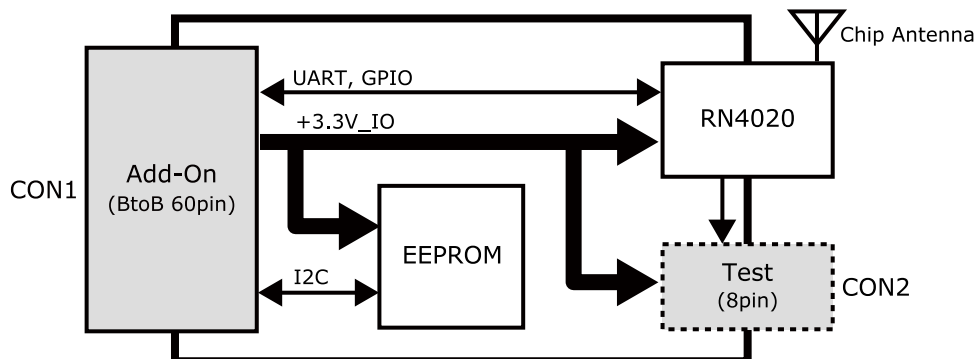 Chip Antenna
UART, GPIO
RN4020
+3.3V_IO
Add-On
(BtoB 60pin)
CON1
EEPROM
I2C
Test
(8pin)
CON2